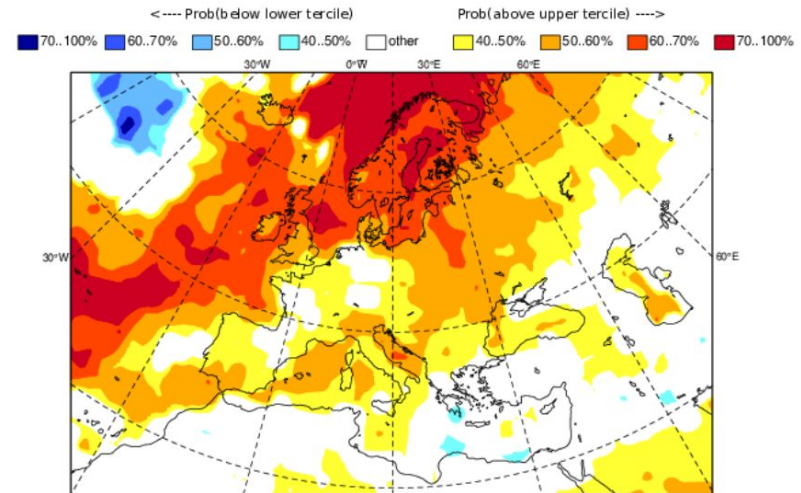 <---- Prob(below lower tercile) Prob(above upper tercile) ---->
70..100% 60..70% 50..60% 40..50% other 40..50% 50..60% 60..70% 70..100%
30°W 0°W 30°E 60°E
30°W 60°E